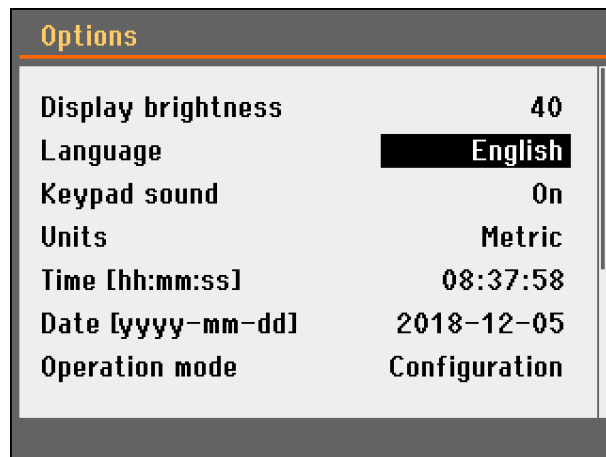 Options
Display brightness 40
Language English
Keypad sound On
Units Metric
Time [hh:mm:ss] 08:37:58
Date [yyyy-mm-dd] 2018-12-05
Operation mode Configuration